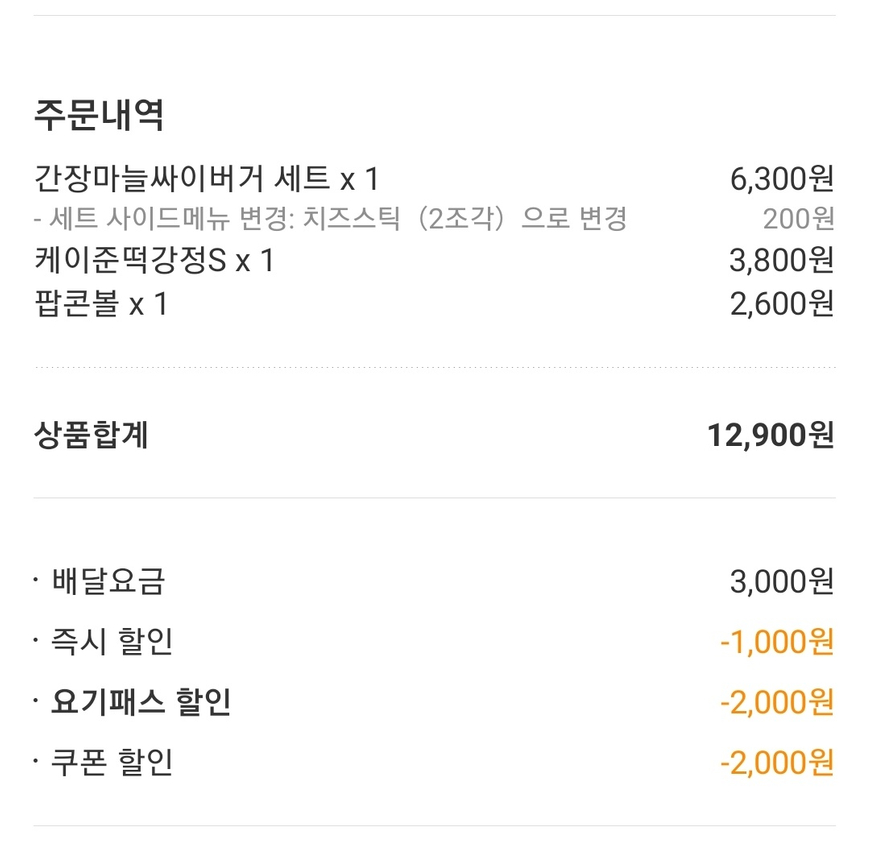 주문내역
간장마늘싸이버거 세트 x 1 6,300원
- 세트 사이드메뉴 변경: 치즈스틱（2조각）으로 변경 200원
케이준떡강정S x 1 3,800원
팝콘볼 x 1 2,600원
상품합계 12,900원
· 배달요금 3,000원
· 즉시 할인 -1,000원
· 요기패스 할인 -2,000원
· 쿠폰 할인 -2,000원